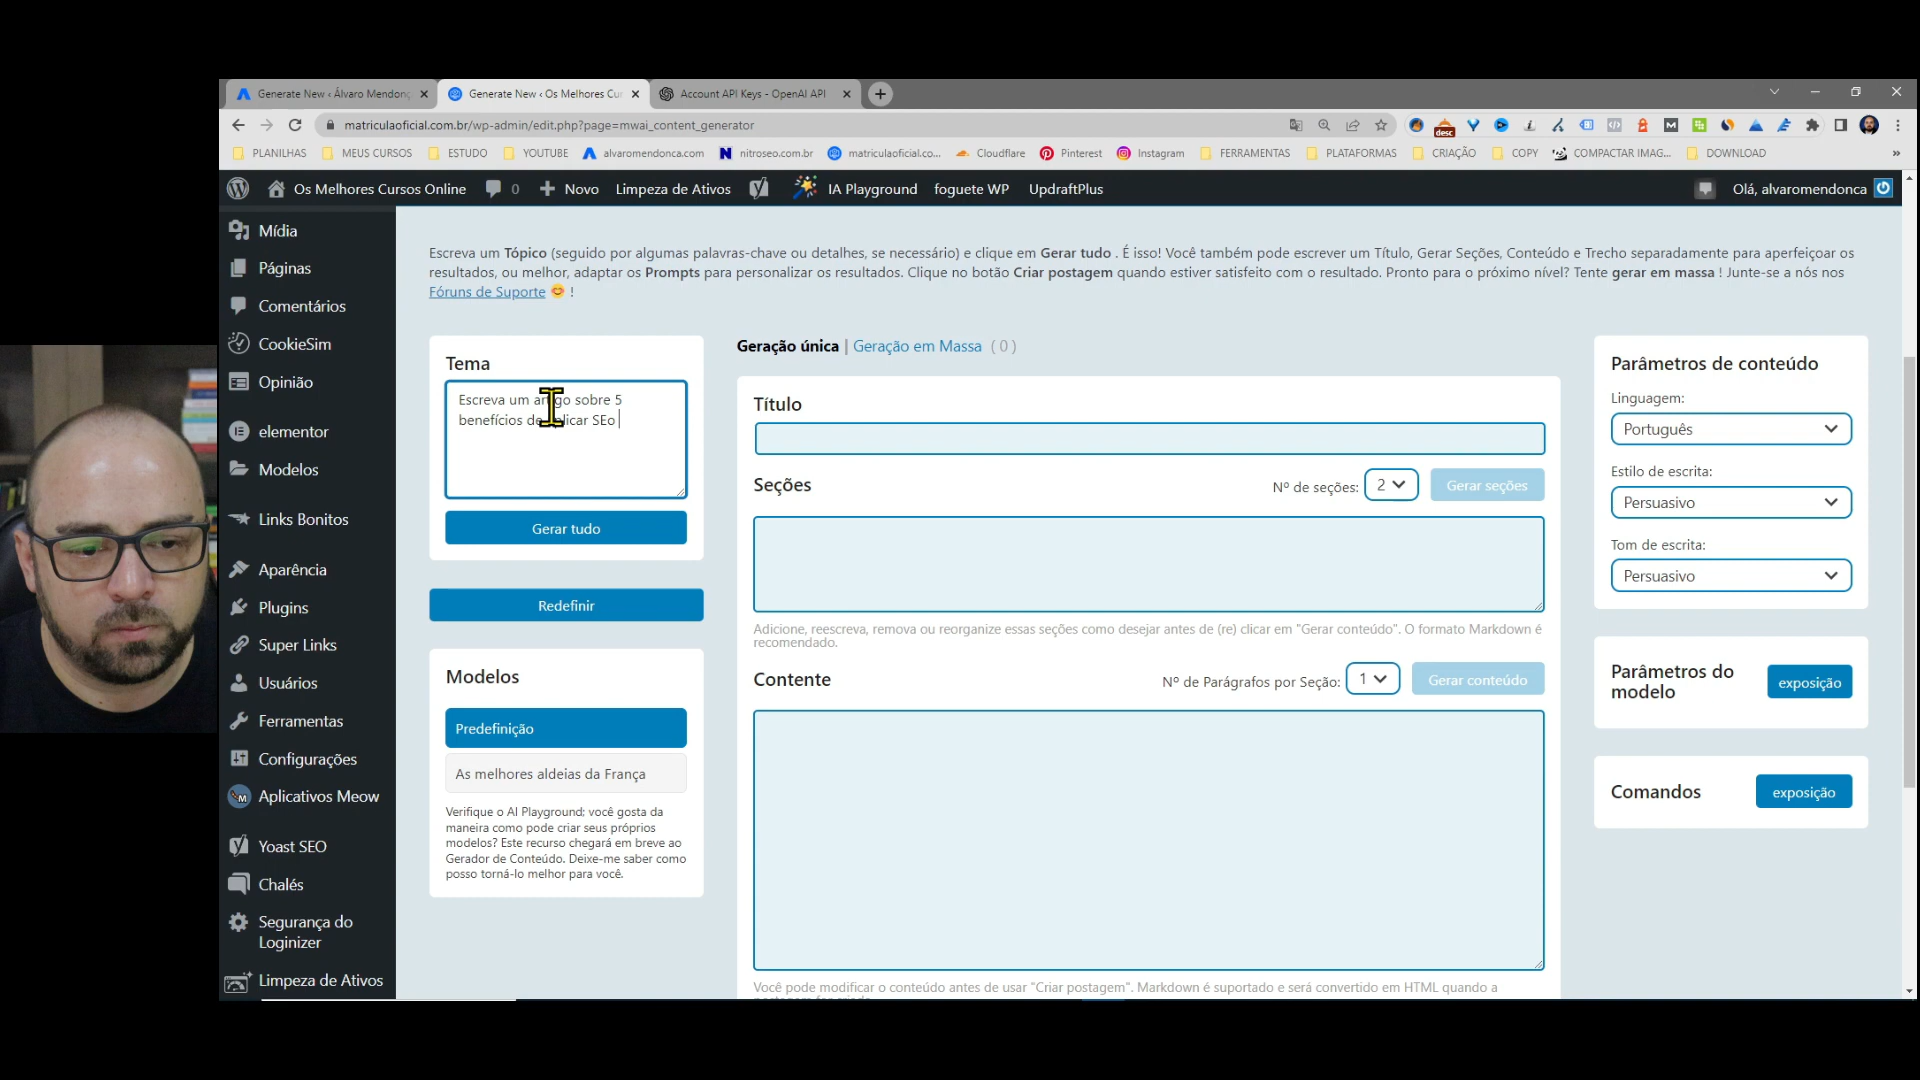 Generate New ‹ Álvaro Mendonç
Generate New ‹ Os Melhores Cur
Account API Keys - OpenAI API
matriculaoficial.com.br/wp-admin/edit.php?page=mwai_content_generator
desc
PLANILHAS
MEUS CURSOS
ESTUDO
YOUTUBE
alvaromendonca.com
nitroseo.com.br
matriculaoficial.co...
Cloudflare
Pinterest
Instagram
FERRAMENTAS
PLATAFORMAS
CRIAÇÃO
COPY
COMPACTAR IMAG...
DOWNLOAD
Os Melhores Cursos Online
0
Novo
Limpeza de Ativos
IA Playground
foguete WP
UpdraftPlus
Olá, alvaromendonca
Mídia
Páginas
Comentários
CookieSim
Opinião
elementor
Modelos
Links Bonitos
Aparência
Plugins
Super Links
Usuários
Ferramentas
Configurações
Aplicativos Meow
Yoast SEO
Chalés
Segurança do
Loginizer
Limpeza de Ativos
Escreva um Tópico (seguido por algumas palavras-chave ou detalhes, se necessário) e clique em Gerar tudo . É isso! Você também pode escrever um Título, Gerar Seções, Conteúdo e Trecho separadamente para aperfeiçoar os
resultados, ou melhor, adaptar os Prompts para personalizar os resultados. Clique no botão Criar postagem quando estiver satisfeito com o resultado. Pronto para o próximo nível? Tente gerar em massa ! Junte-se a nós nos
Fóruns de Suporte 😊 !
Tema
Escreva um artigo sobre 5
benefícios de aplicar SEo
Gerar tudo
Redefinir
Modelos
Predefinição
As melhores aldeias da França
Verifique o AI Playground; você gosta da
maneira como pode criar seus próprios
modelos? Este recurso chegará em breve ao
Gerador de Conteúdo. Deixe-me saber como
posso torná-lo melhor para você.
Geração única | Geração em Massa ( 0 )
Título
Seções
Nº de seções: 2
Gerar seções
Adicione, reescreva, remova ou reorganize essas seções como desejar antes de (re) clicar em "Gerar conteúdo". O formato Markdown é
recomendado.
Contente
Nº de Parágrafos por Seção: 1
Gerar conteúdo
Você pode modificar o conteúdo antes de usar "Criar postagem". Markdown é suportado e será convertido em HTML quando a
Parâmetros de conteúdo
Linguagem:
Português
Estilo de escrita:
Persuasivo
Tom de escrita:
Persuasivo
Parâmetros do
modelo
exposição
Comandos
exposição